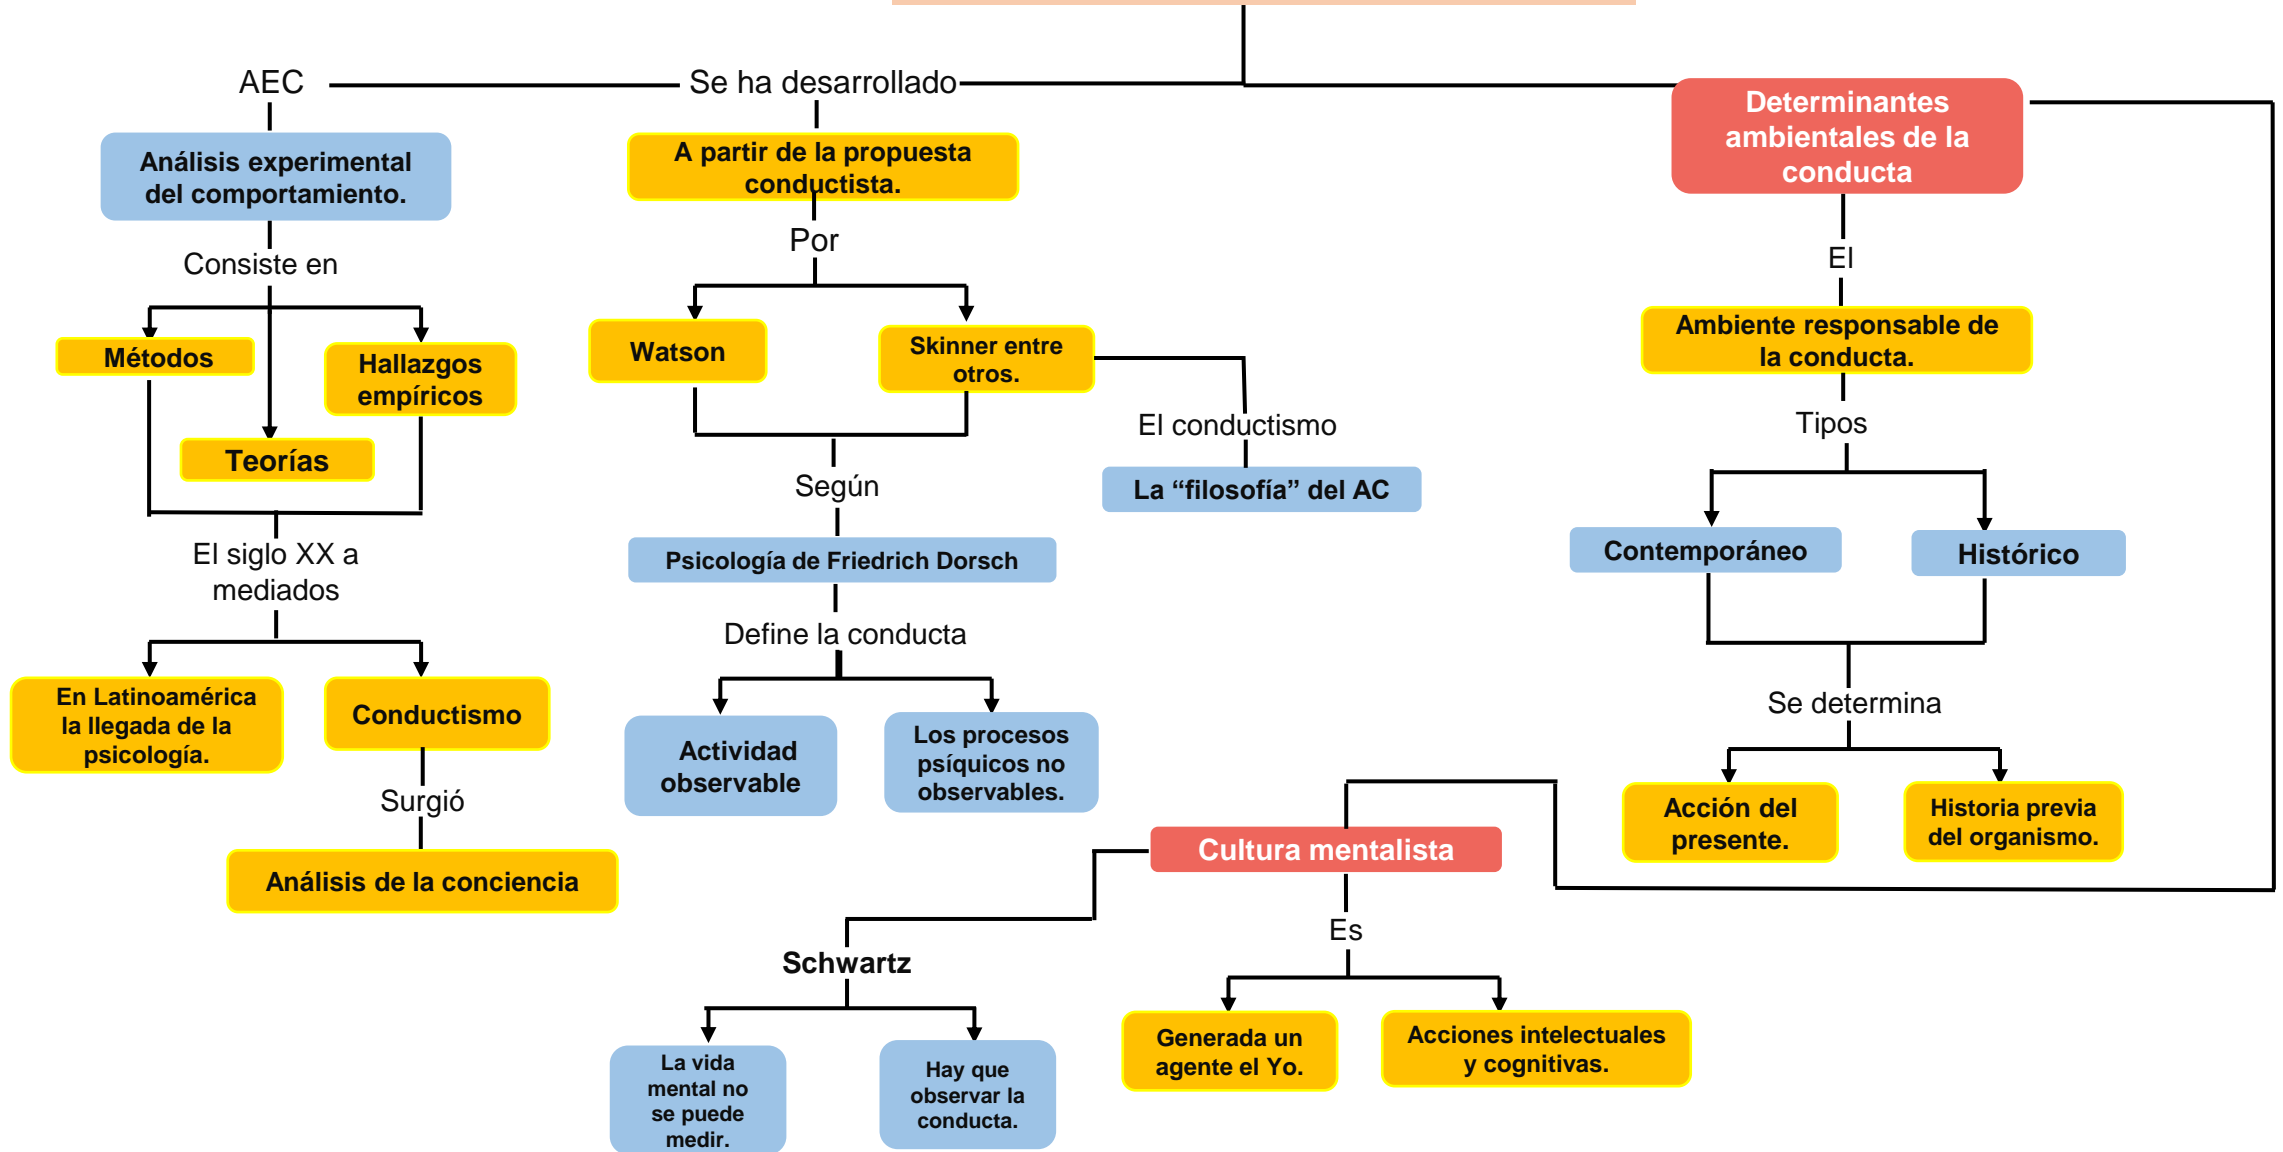 AEC
Se ha desarrollado
Determinantes
ambientales de la
conducta
Análisis experimental
del comportamiento.
A partir de la propuesta
conductista.
Por
El
Consiste en
Métodos
Hallazgos
empíricos
Teorías
Watson
Skinner entre
otros.
Ambiente responsable de
la conducta.
El conductismo
La “filosofía” del AC
Tipos
Según
Psicología de Friedrich Dorsch
Contemporáneo
Histórico
El siglo XX a
mediados
Define la conducta
En Latinoamérica
la llegada de la
psicología.
Conductismo
Surgió
Análisis de la conciencia
Actividad
observable
Los procesos
psíquicos no
observables.
Se determina
Acción del
presente.
Historia previa
del organismo.
Cultura mentalista
Es
Schwartz
La vida
mental no
se puede
medir.
Hay que
observar la
conducta.
Generada un
agente el Yo.
Acciones intelectuales
y cognitivas.